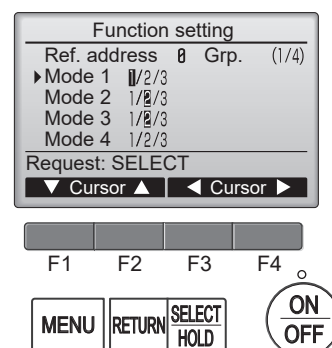 Function setting
Ref. address 0 Grp. (1/4)
Mode 1 1/2/3
Mode 2 1/2/3
Mode 3 1/2/3
Mode 4 1/2/3
Request: SELECT
▼ Cursor ▲ ◀ Cursor ▶
F1 F2 F3 F4
MENU RETURN SELECT HOLD ON OFF